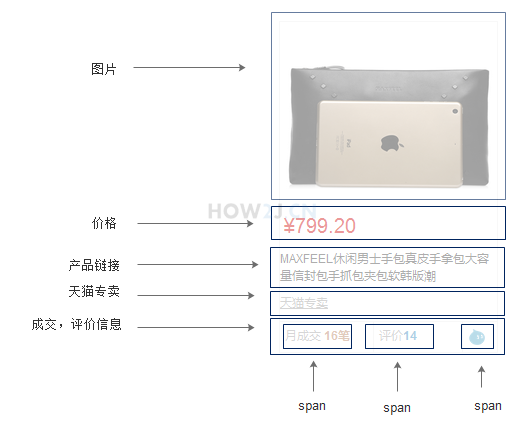 图片
HOW2J.CN
价格
¥799.20
产品链接
MAXFEEL休闲男士手包真皮手拿包大容
量信封包手抓包夹包软韩版潮
天猫专卖
天猫专卖
成交，评价信息
月成交 16笔 评价14
span span span